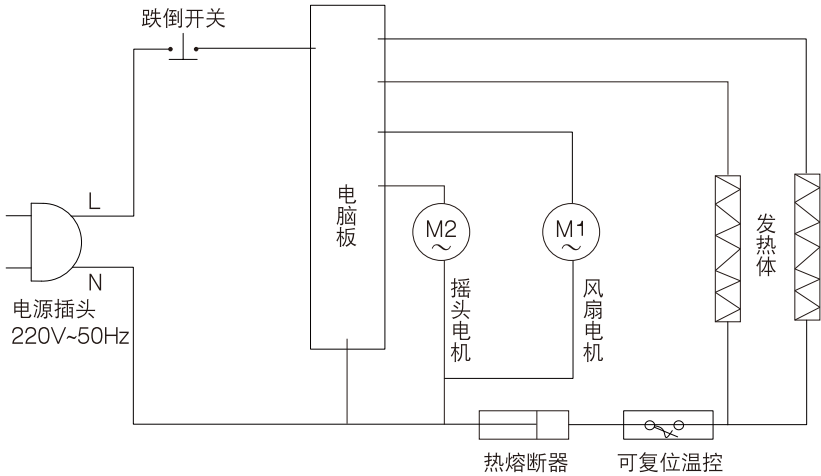 跌倒开关
L
N
电源插头
220V~50Hz
电脑板
M2
~
摇头电机
M1
~
风扇电机
发热体
热熔断器
可复位温控